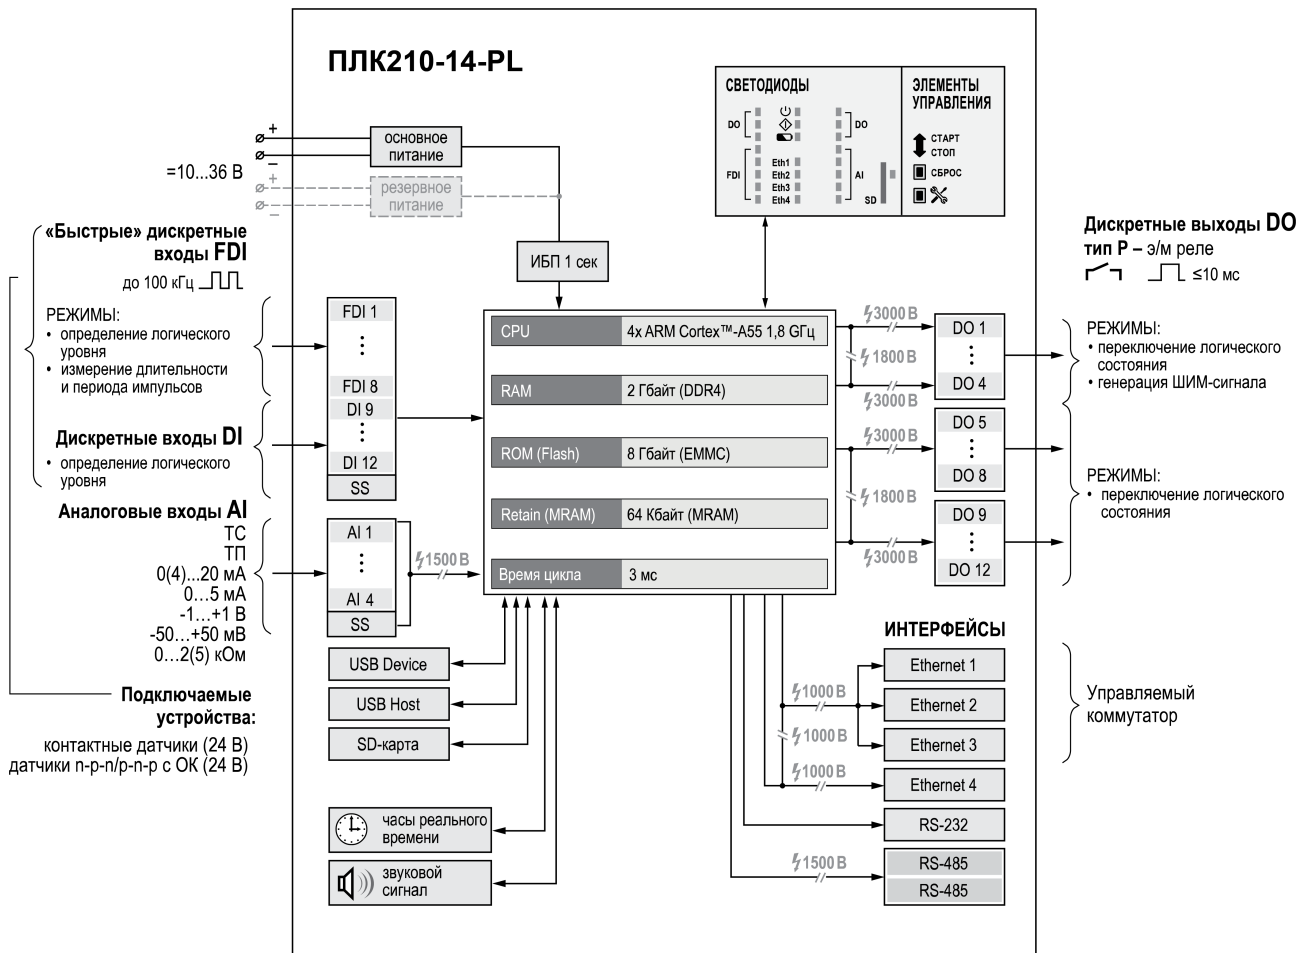 ПЛК210-14-PL
СВЕТОДИОДЫ
DO
DO
FDI
Eth1
Eth2
Eth3
Eth4
AI
SD
ЭЛЕМЕНТЫ
УПРАВЛЕНИЯ
СТАРТ
СТОП
СБРОС
+
−
=10...36 В
+
−
основное
питание
резервное
питание
ИБП 1 сек
«Быстрые» дискретные
входы FDI
до 100 кГц
РЕЖИМЫ:
• определение логического
уровня
• измерение длительности
и периода импульсов
Дискретные входы DI
• определение логического
уровня
Аналоговые входы AI
ТС
ТП
0(4)...20 мА
0...5 мА
-1...+1 В
-50...+50 мВ
0...2(5) кОм
Подключаемые
устройства:
контактные датчики (24 В)
датчики n-p-n/p-n-p с ОК (24 В)
FDI 1
FDI 8
DI 9
DI 12
SS
AI 1
AI 4
SS
1500 В
USB Device
USB Host
SD-карта
часы реального
времени
звуковой
сигнал
CPU 4x ARM Cortex™-A55 1,8 ГГц
RAM 2 Гбайт (DDR4)
ROM (Flash) 8 Гбайт (EMMC)
Retain (MRAM) 64 Кбайт (MRAM)
Время цикла 3 мс
3000 В
1800 В
3000 В
3000 В
1800 В
3000 В
DO 1
DO 4
DO 5
DO 8
DO 9
DO 12
Дискретные выходы DO
тип Р – э/м реле
≤10 мс
РЕЖИМЫ:
• переключение логического
состояния
• генерация ШИМ-сигнала
РЕЖИМЫ:
• переключение логического
состояния
ИНТЕРФЕЙСЫ
1000 В
1000 В
1000 В
1500 В
Ethernet 1
Ethernet 2
Ethernet 3
Ethernet 4
RS-232
RS-485
RS-485
Управляемый
коммутатор